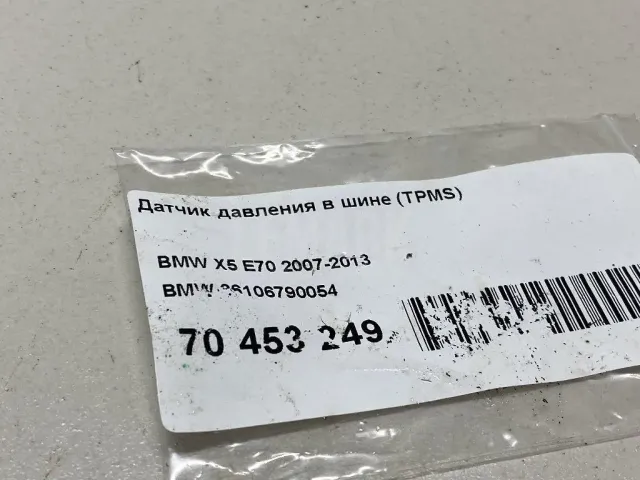 Датчик давления в шине (TPMS)
BMW X5 E70 2007-2013
BMW 36106790054
70 453 249